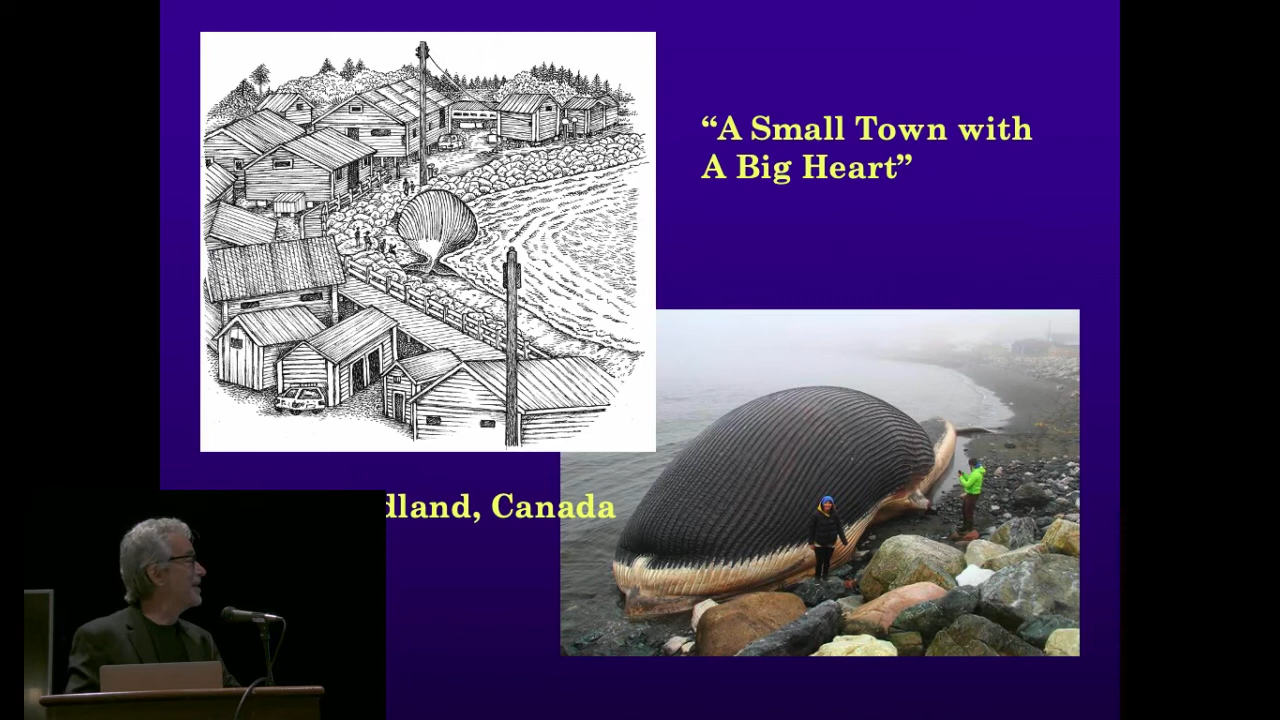 “A Small Town with
A Big Heart”
dland, Canada